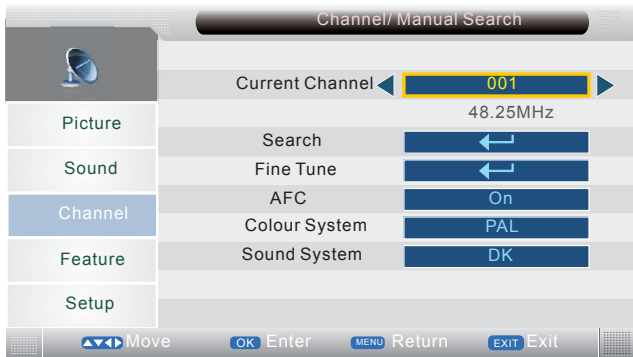 Channel/ Manual Search
Current Channel 001
48.25MHz
Picture
Search
Sound
Fine Tune
AFC On
Channel
Colour System PAL
Sound System DK
Feature
Setup
Move OK Enter MENU Return EXIT Exit